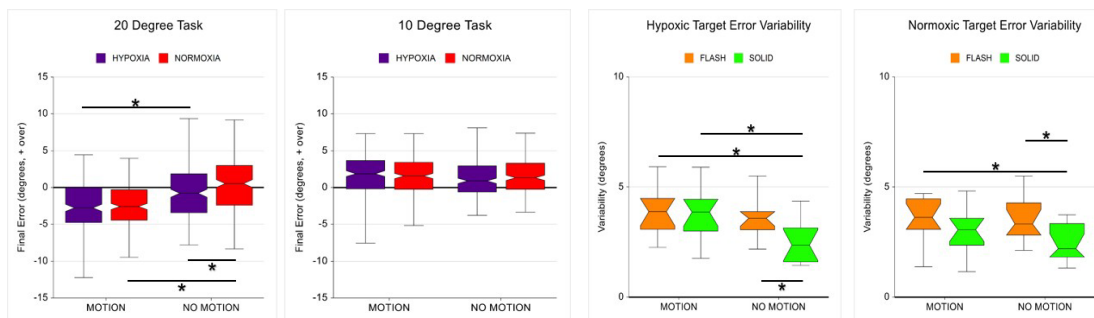 20 Degree Task
HYPOXIA NORMOXIA
Final Error (degrees, + over)
15
10
5
0
-5
-10
-15
*
*
*
MOTION NO MOTION
10 Degree Task
HYPOXIA NORMOXIA
Final Error (degrees, + over)
15
10
5
0
-5
-10
-15
MOTION NO MOTION
Hypoxic Target Error Variability
FLASH SOLID
Variability (degrees)
10
5
0
*
*
*
MOTION NO MOTION
Normoxic Target Error Variability
FLASH SOLID
Variability (degrees)
10
5
0
*
*
MOTION NO MOTION